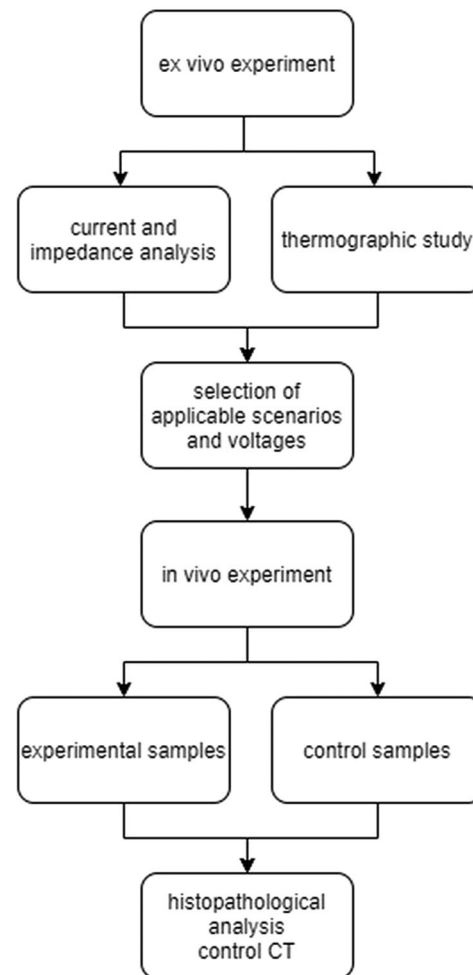 ex vivo experiment
current and
impedance analysis
thermographic study
selection of
applicable scenarios
and voltages
in vivo experiment
experimental samples
control samples
histopathological
analysis
control CT